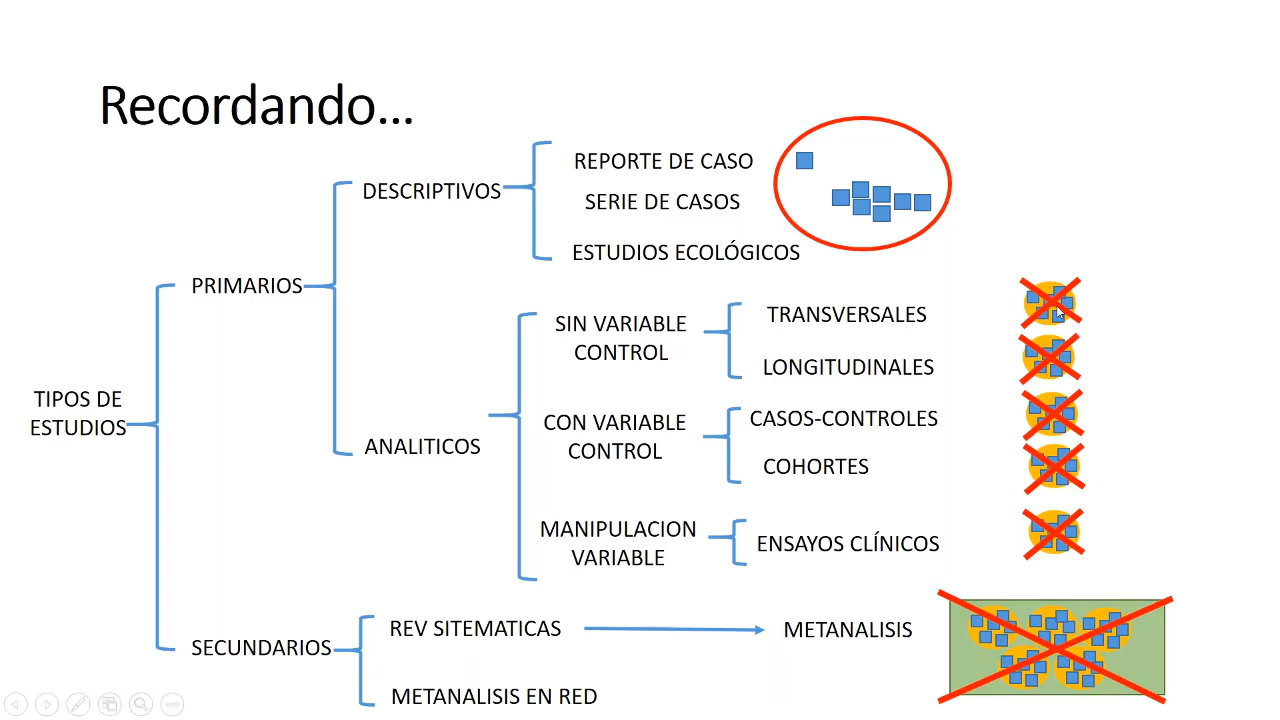 Recordando...
REPORTE DE CASO
DESCRIPTIVOS
SERIE DE CASOS
ESTUDIOS ECOLÓGICOS
PRIMARIOS
SIN VARIABLE
CONTROL
TRANSVERSALES
LONGITUDINALES
TIPOS DE
ESTUDIOS
CON VARIABLE
CONTROL
CASOS-CONTROLES
ANALITICOS
COHORTES
MANIPULACION
VARIABLE
ENSAYOS CLÍNICOS
REV SITEMATICAS
METANALISIS
SECUNDARIOS
METANALISIS EN RED